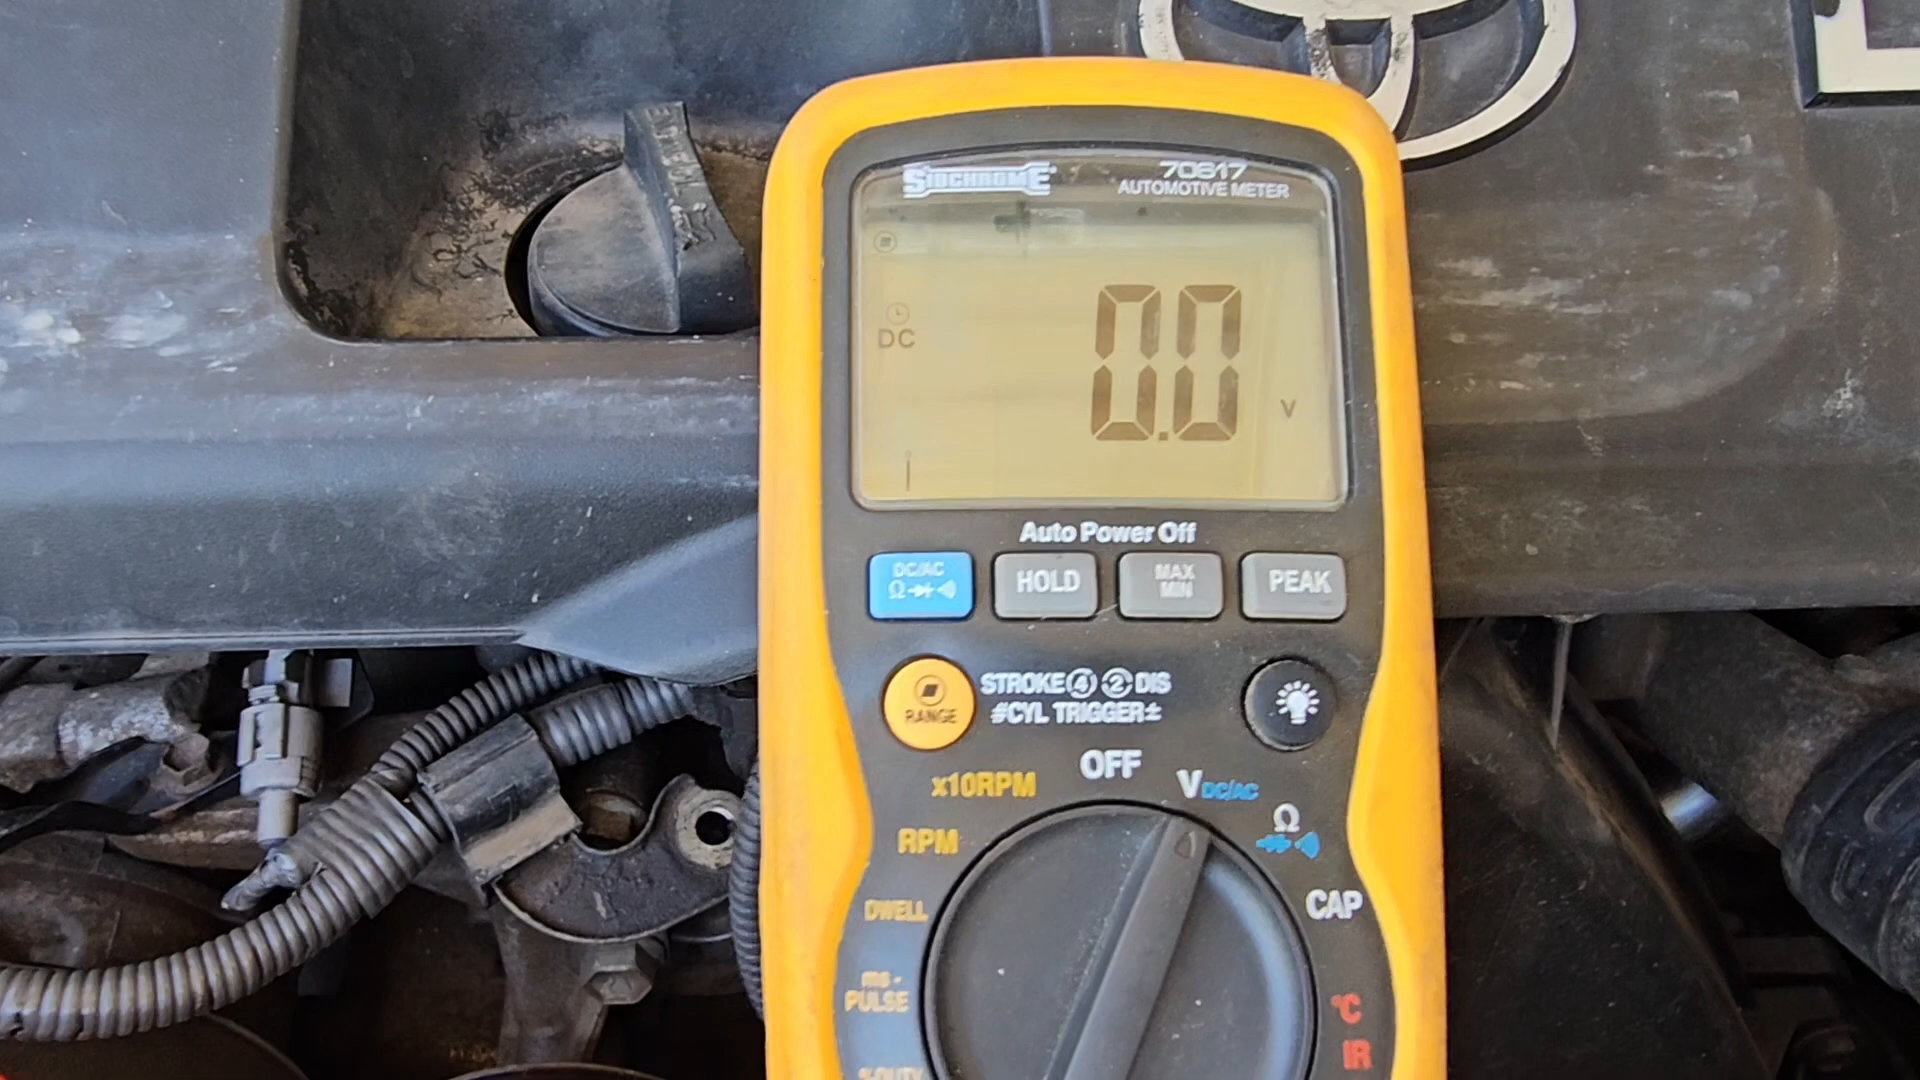 SIDCHROME
70617
AUTOMOTIVE METER
DC
0.0
V
Auto Power Off
DC/AC
Ω
HOLD
MAX
MIN
PEAK
RANGE
STROKE 4 2 DIS
#CYL TRIGGER±
OFF
x10RPM
V DC/AC
Ω
RPM
CAP
DWELL
ms-
PULSE
°C
IR
%DUTY